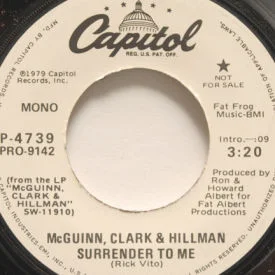 Capitol
REG. U.S. PAT. OFF.
℗1979 Capitol
Records, Inc.
★
NOT
FOR SALE
MONO
Fat Frog
Music-BMI
P-4739
PRO-9142
Intro.-:09
3:20
(from the LP
"McGUINN,
CLARK &
HILLMAN"
SW-11910)
Produced by
Ron &
Howard
Albert for
Fat Albert
Productions
McGUINN, CLARK & HILLMAN
SURRENDER TO ME
(Rick Vito)